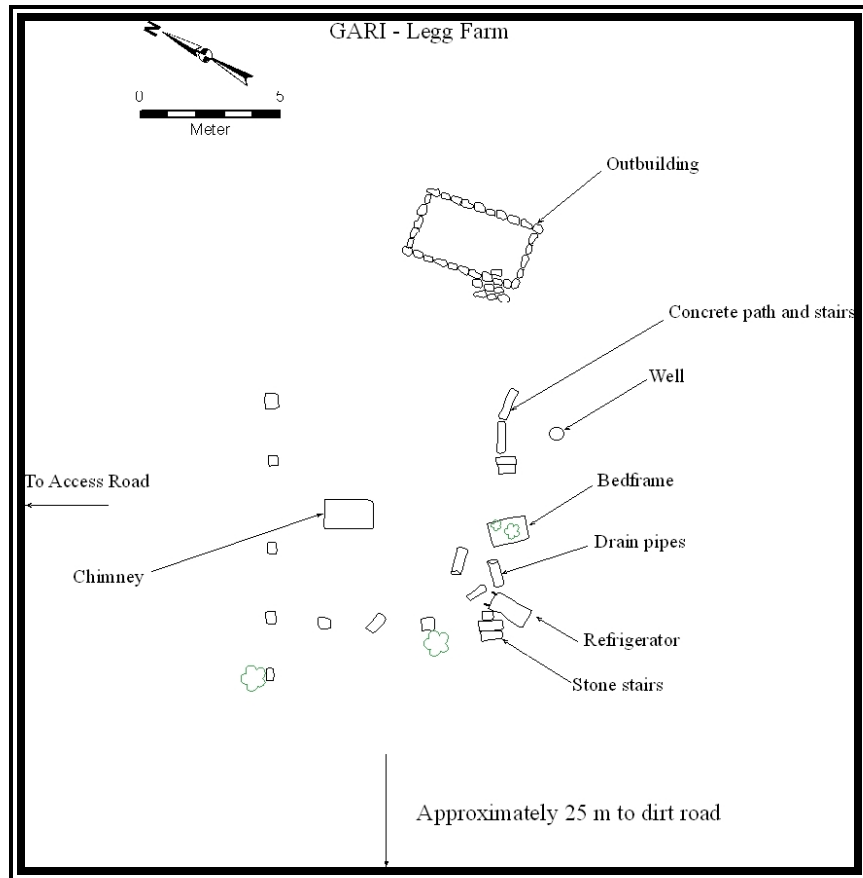 GARI - Legg Farm
N
0 5
Meter
Outbuilding
Concrete path and stairs
Well
To Access Road
Bedframe
Drain pipes
Chimney
Refrigerator
Stone stairs
Approximately 25 m to dirt road